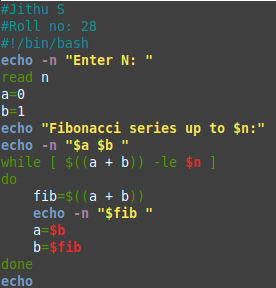 #Jithu S
#Roll no: 28
#!/bin/bash
echo -n "Enter N: "
read n
a=0
b=1
echo "Fibonacci series up to $n:"
echo -n "$a $b "
while [ $((a + b)) -le $n ]
do
    fib=$((a + b))
    echo -n "$fib "
    a=$b
    b=$fib
done
echo